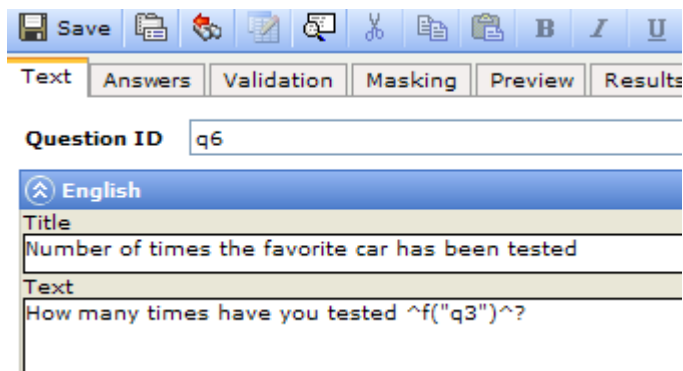 Save B I U
Text Answers Validation Masking Preview Results
Question ID q6
English
Title
Number of times the favorite car has been tested
Text
How many times have you tested ^f("q3")^?